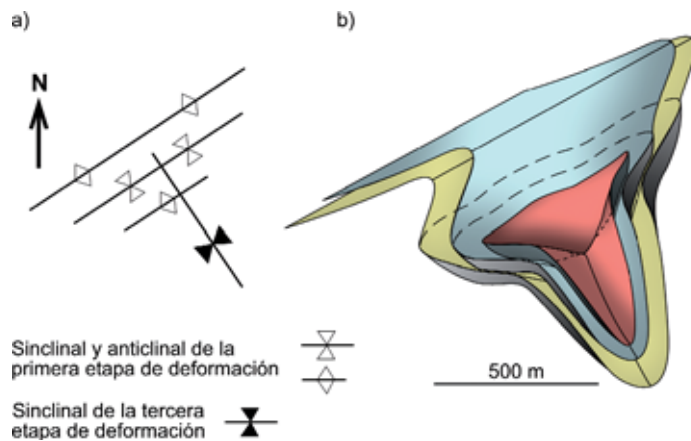 a)
b)
N
Sinclinal y anticlinal de la
primera etapa de deformación
Sinclinal de la tercera
etapa de deformación
500 m